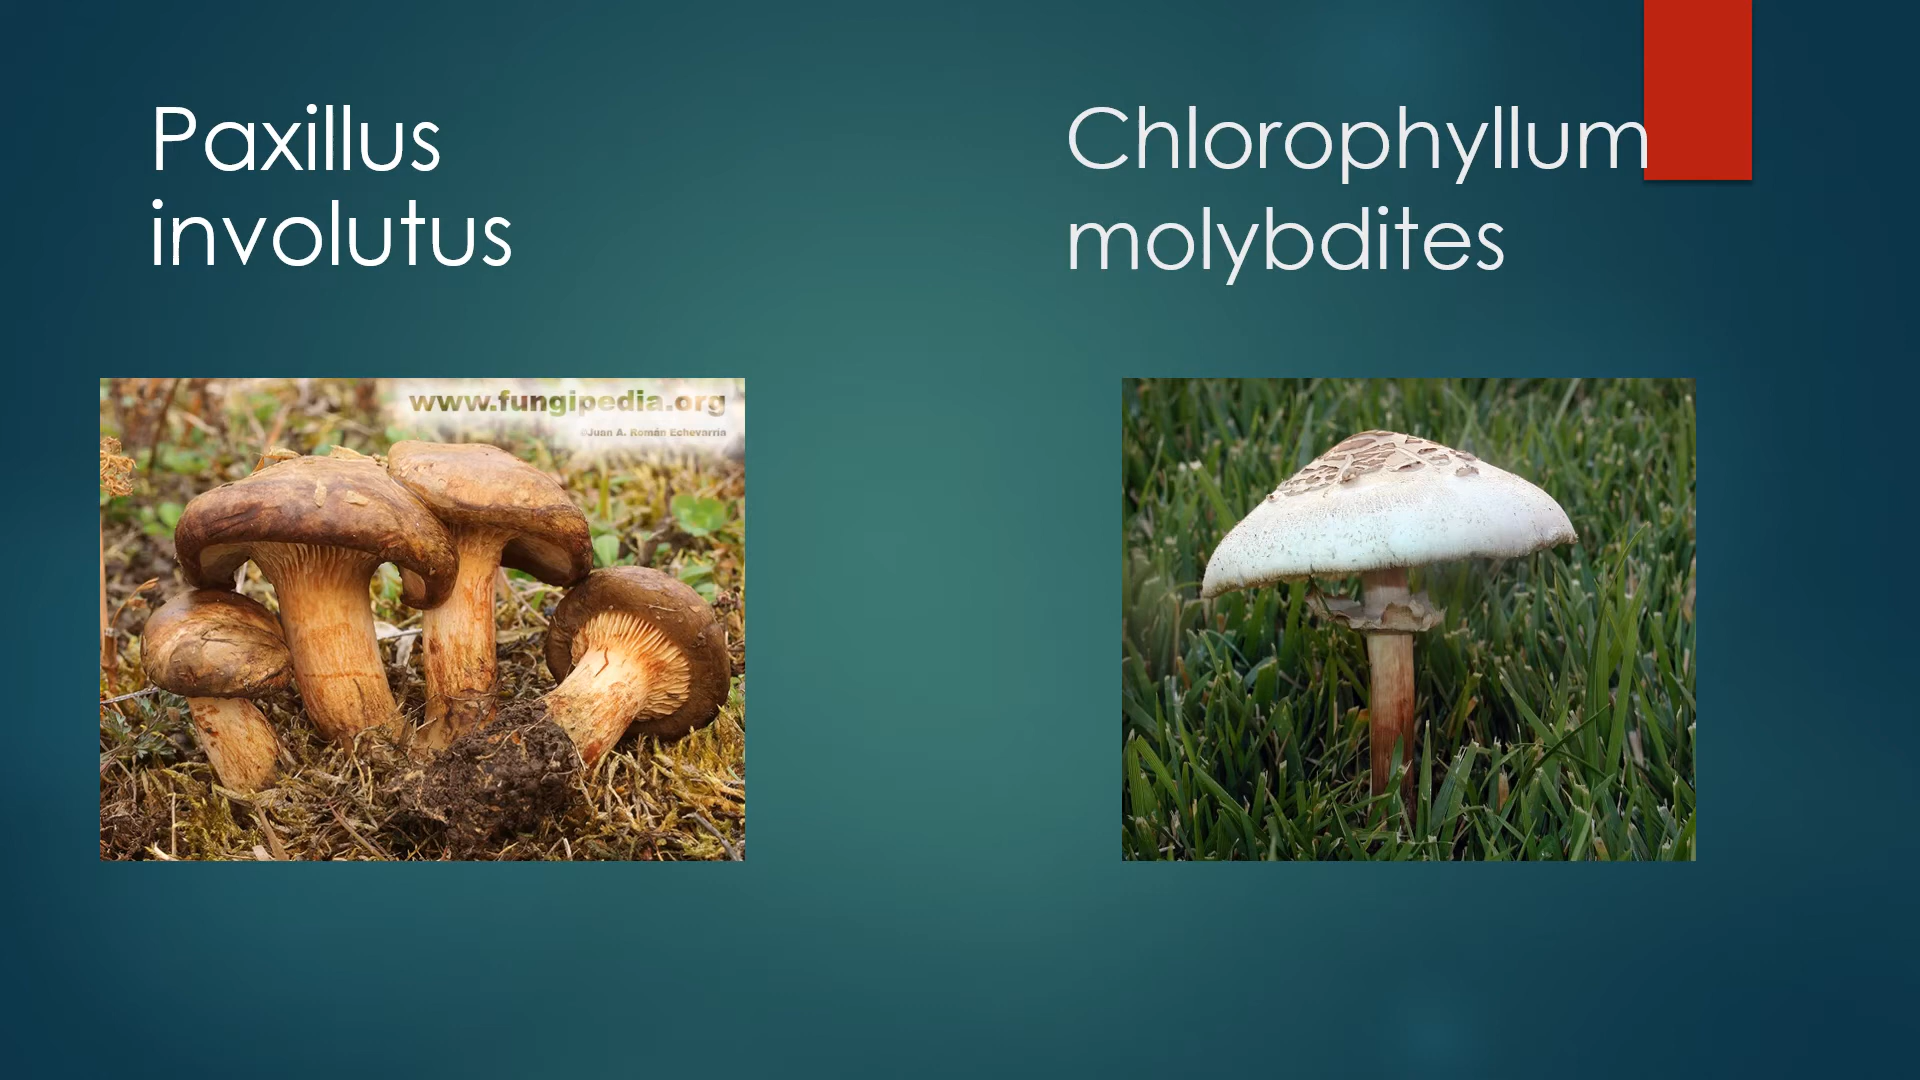 Paxillus
involutus
Chlorophyllum
molybdites
www.fungipedia.org
©Juan A. Román Echevarría